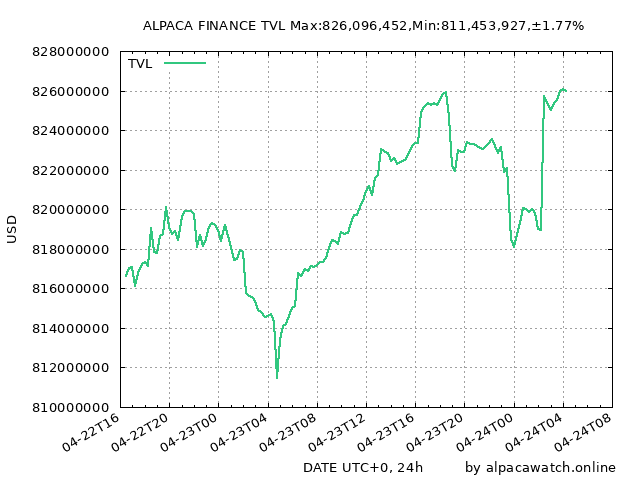 ALPACA FINANCE TVL Max:826,096,452,Min:811,453,927,±1.77%
828000000
TVL
826000000
824000000
822000000
820000000
USD
818000000
816000000
814000000
812000000
810000000
04-22T16
04-22T20
04-23T00
04-23T04
04-23T08
04-23T12
04-23T16
04-23T20
04-24T00
04-24T04
04-24T08
DATE UTC+0, 24h
by alpacawatch.online